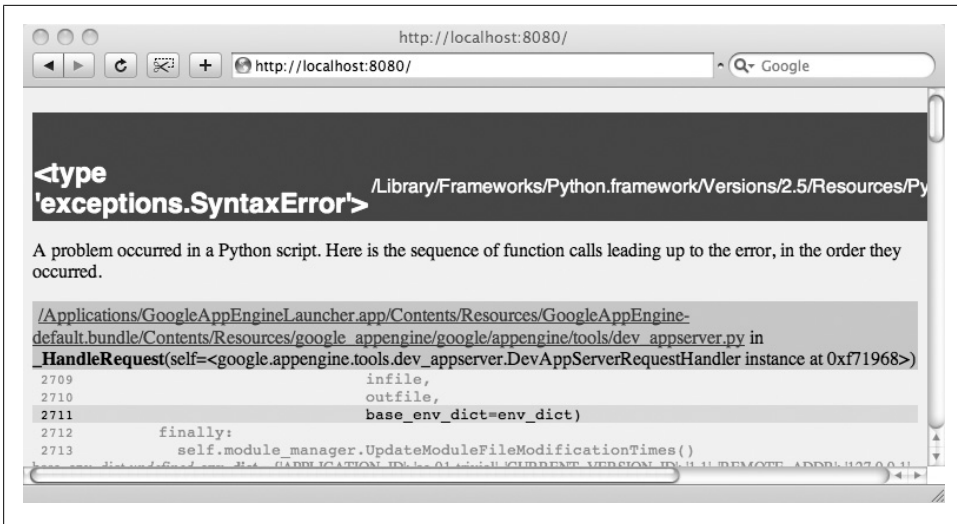 http://localhost:8080/
http://localhost:8080/
Google
<type
'exceptions.SyntaxError'>
/Library/Frameworks/Python.framework/Versions/2.5/Resources/Py
A problem occurred in a Python script. Here is the sequence of function calls leading up to the error, in the order they
occurred.
/Applications/GoogleAppEngineLauncher.app/Contents/Resources/GoogleAppEngine-
default.bundle/Contents/Resources/google_appengine/google/appengine/tools/dev_appserver.py in
_HandleRequest(self=<google.appengine.tools.dev_appserver.DevAppServerRequestHandler instance at 0xf71968>)
2709 infile,
2710 outfile,
2711 base_env_dict=env_dict)
2712 finally:
2713 self.module_manager.UpdateModuleFileModificationTimes()